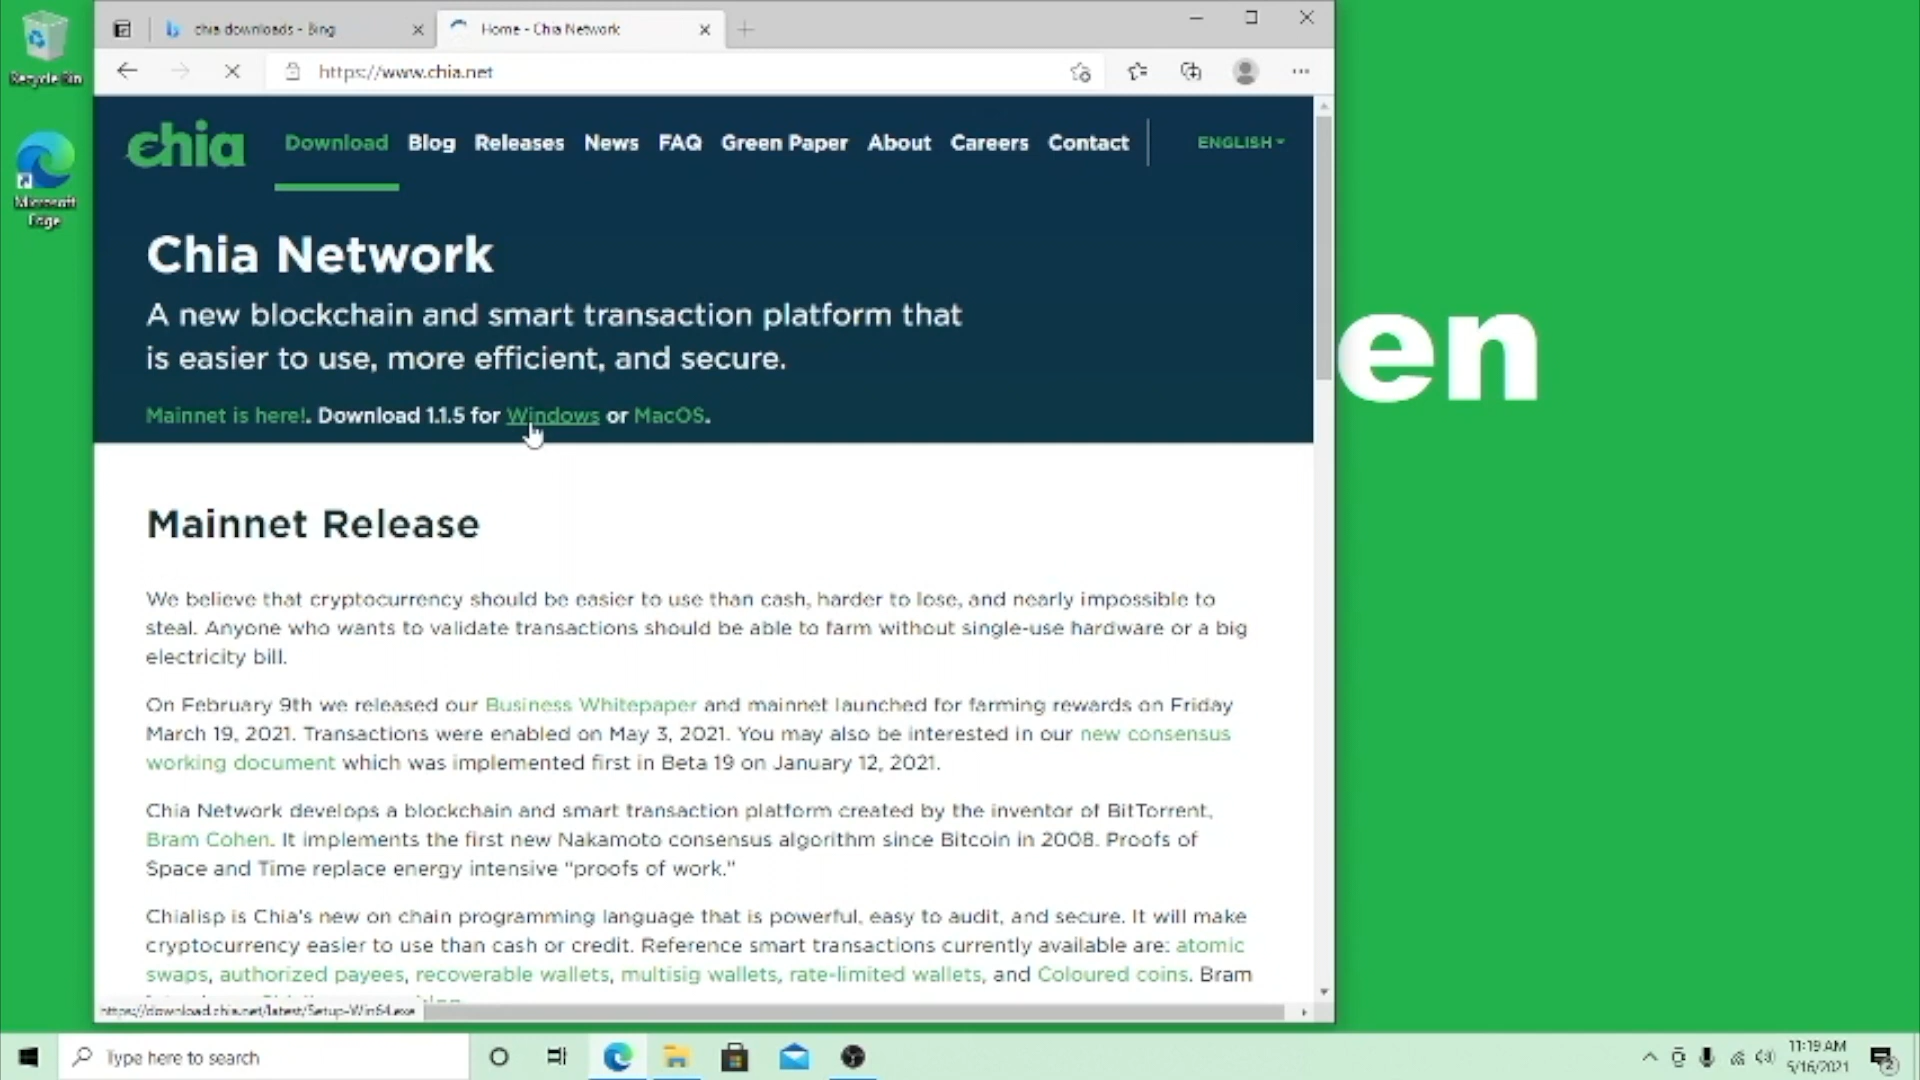 Recycle Bin
Microsoft
Edge
chia downloads - Bing
Home - Chia Network
https://www.chia.net
chia
Download Blog Releases News FAQ Green Paper About Careers Contact ENGLISH
Chia Network
A new blockchain and smart transaction platform that
is easier to use, more efficient, and secure.
Mainnet is here!. Download 1.1.5 for Windows or MacOS.
en
Mainnet Release
We believe that cryptocurrency should be easier to use than cash, harder to lose, and nearly impossible to
steal. Anyone who wants to validate transactions should be able to farm without single-use hardware or a big
electricity bill.
On February 9th we released our Business Whitepaper and mainnet launched for farming rewards on Friday
March 19, 2021. Transactions were enabled on May 3, 2021. You may also be interested in our new consensus
working document which was implemented first in Beta 19 on January 12, 2021.
Chia Network develops a blockchain and smart transaction platform created by the inventor of BitTorrent,
Bram Cohen. It implements the first new Nakamoto consensus algorithm since Bitcoin in 2008. Proofs of
Space and Time replace energy intensive “proofs of work.”
Chialisp is Chia's new on chain programming language that is powerful, easy to audit, and secure. It will make
cryptocurrency easier to use than cash or credit. Reference smart transactions currently available are: atomic
swaps, authorized payees, recoverable wallets, multisig wallets, rate-limited wallets, and Coloured coins. Bram
https://download.chia.net/latest/Setup-Win64.exe
Type here to search
11:19 AM
5/16/2021
2